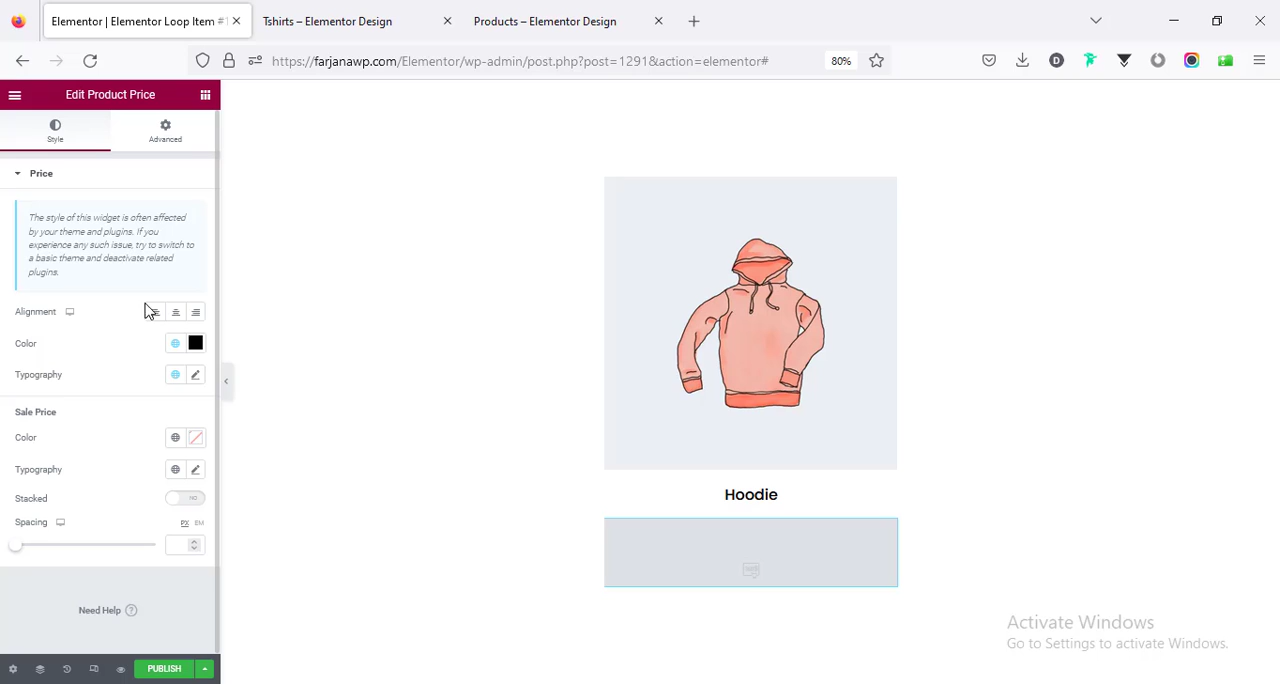 Elementor | Elementor Loop Item #1
Tshirts – Elementor Design
Products – Elementor Design
https://farjanawp.com/Elementor/wp-admin/post.php?post=1291&action=elementor#
80%
Edit Product Price
Style
Advanced
Price
The style of this widget is often affected
by your theme and plugins. If you
experience any such issue, try to switch to
a basic theme and deactivate related
plugins.
Alignment
Color
Typography
Sale Price
Color
Typography
Stacked
NO
Spacing
PX EM
Need Help
PUBLISH
Hoodie
Activate Windows
Go to Settings to activate Windows.